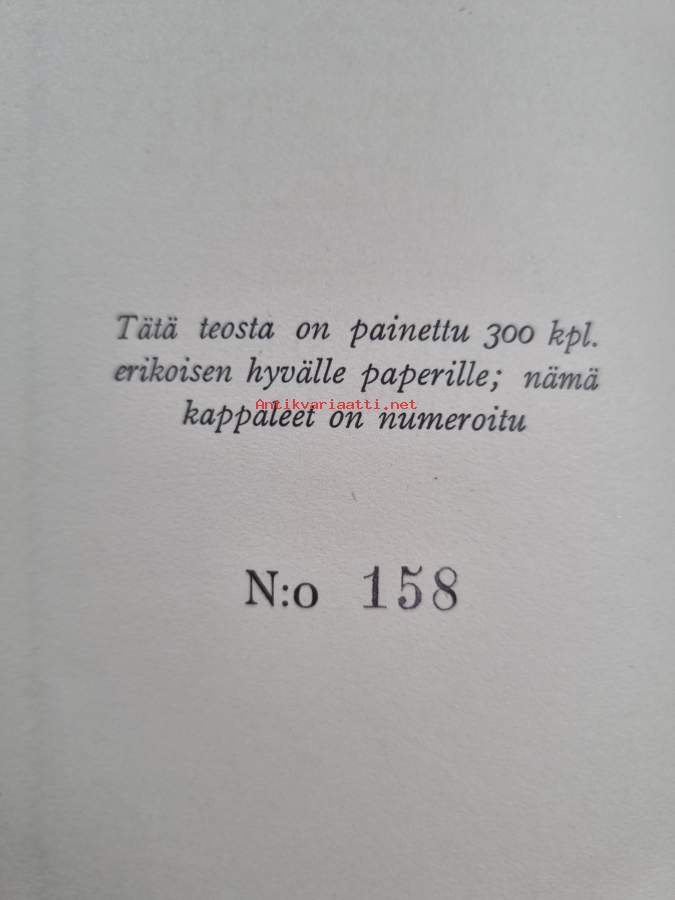 Tätä teosta on painettu 300 kpl.
erikoisen hyvälle paperille; nämä
Antikvariaatti.net
kappaleet on numeroitu
N:o 158